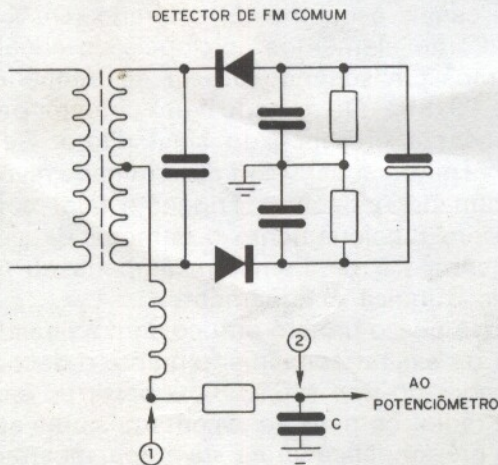 DETECTOR DE FM COMUM
2
AO
POTENCIÔMETRO
C
1